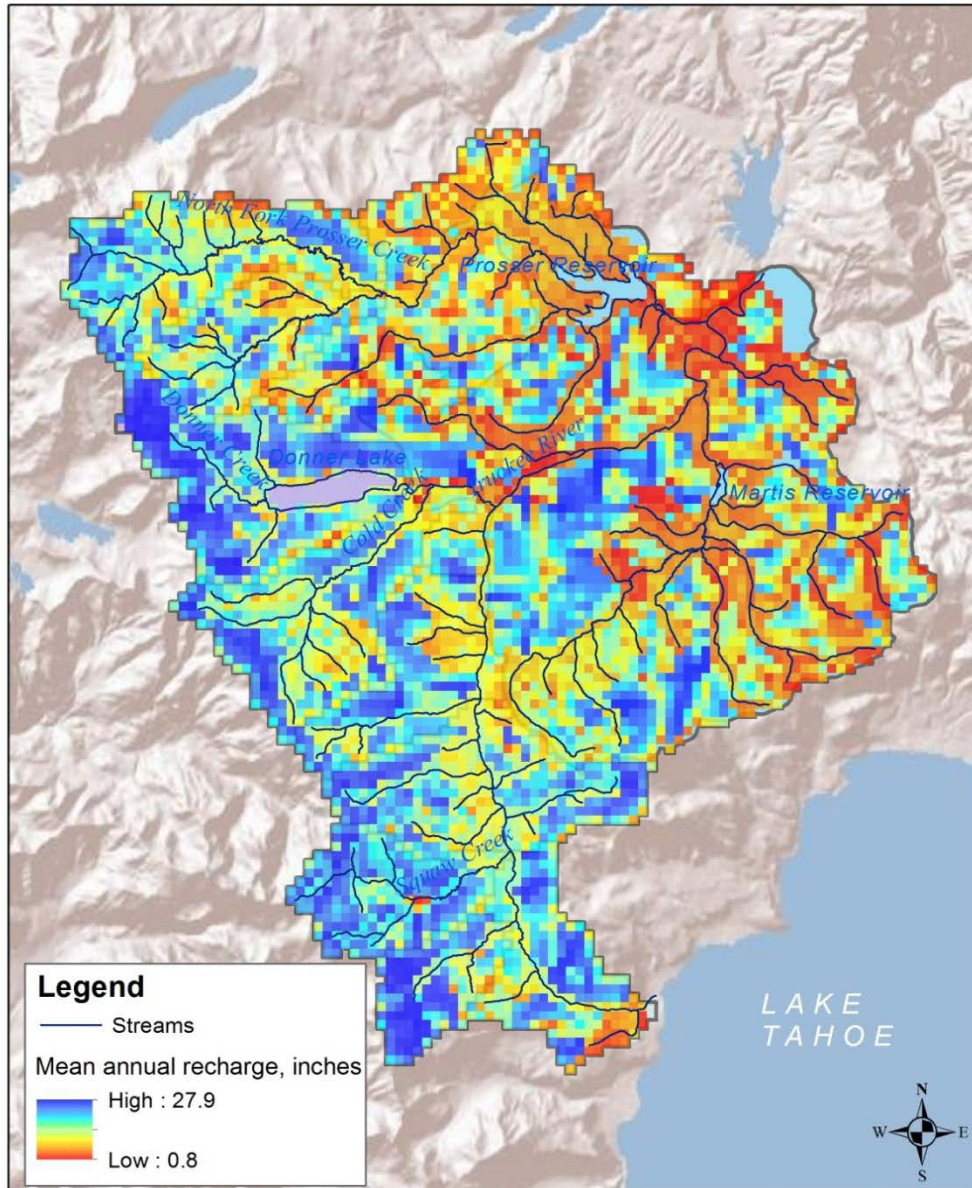 North Fork Prosser Creek
Prosser Reservoir
Donner Creek
Donner Lake
Truckee River
Cold Creek
Martis Reservoir
Squaw Creek
Legend
Streams
Mean annual recharge, inches
High : 27.9
Low : 0.8
LAKE
TAHOE
N
W E
S